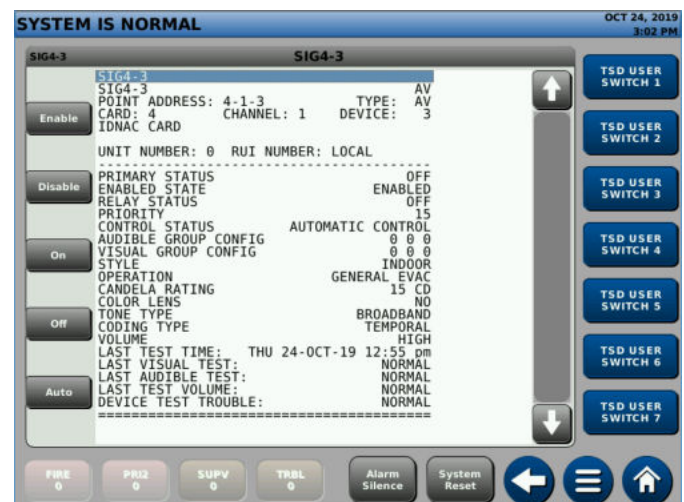 SYSTEM IS NORMAL
OCT 24, 2019
3:02 PM
SIG4-3
SIG4-3
SIG4-3
SIG4-3 AV
POINT ADDRESS: 4-1-3 TYPE: AV
CARD: 4 CHANNEL: 1 DEVICE: 3
IDNAC CARD
UNIT NUMBER: 0 RUI NUMBER: LOCAL
----------------------------------------
PRIMARY STATUS OFF
ENABLED STATE ENABLED
RELAY STATUS OFF
PRIORITY 15
CONTROL STATUS AUTOMATIC CONTROL
AUDIBLE GROUP CONFIG 0 0 0
VISUAL GROUP CONFIG 0 0 0
STYLE INDOOR
OPERATION GENERAL EVAC
CANDELA RATING 15 CD
COLOR LENS NO
TONE TYPE BROADBAND
CODING TYPE TEMPORAL
VOLUME HIGH
LAST TEST TIME: THU 24-OCT-19 12:55 pm
LAST VISUAL TEST: NORMAL
LAST AUDIBLE TEST: NORMAL
LAST TEST VOLUME: NORMAL
DEVICE TEST TROUBLE: NORMAL
========================================
Enable
Disable
On
Off
Auto
TSD USER
SWITCH 1
TSD USER
SWITCH 2
TSD USER
SWITCH 3
TSD USER
SWITCH 4
TSD USER
SWITCH 5
TSD USER
SWITCH 6
TSD USER
SWITCH 7
FIRE
0
PRI2
0
SUPV
0
TRBL
0
Alarm
Silence
System
Reset